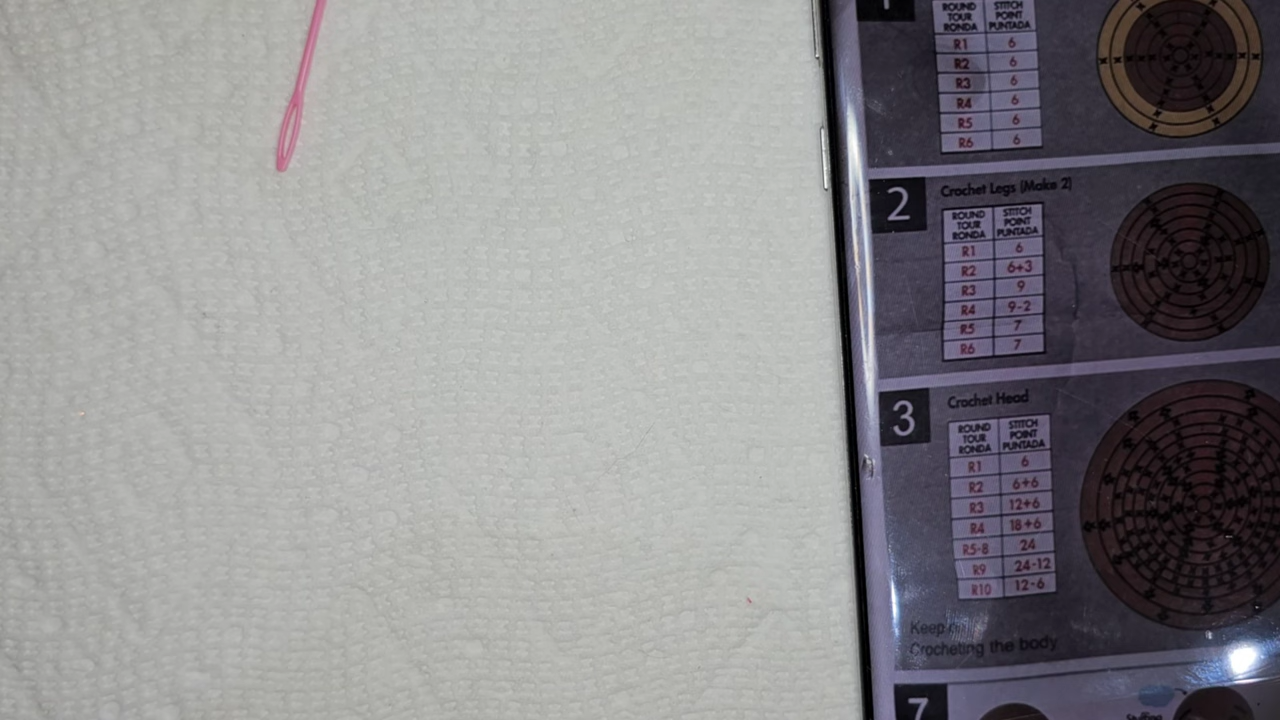 1
ROUND TOUR RONDA STITCH POINT PUNTADA
R1 6
R2 6
R3 6
R4 6
R5 6
R6 6
2
Crochet Legs (Make 2)
ROUND TOUR RONDA STITCH POINT PUNTADA
R1 6
R2 6+3
R3 9
R4 9-2
R5 7
R6 7
3
Crochet Head
ROUND TOUR RONDA STITCH POINT PUNTADA
R1 6
R2 6+6
R3 12+6
R4 18+6
R5-8 24
R9 24-12
R10 12-6
Keep
Crocheting the body
7